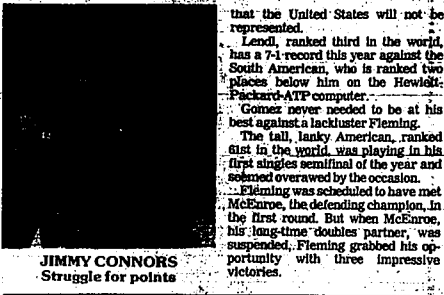 JIMMY CONNORS
Struggle for points
that the United States will not be
represented.
Lendl, ranked third in the world,
has a 7-1 record this year against the
South American, who is ranked two
places below him on the Hewlett-
Packard-ATP computer.
Gomez never needed to be at his
best against a lackluster Fleming.
The tall, lanky American, ranked
61st in the world, was playing in his
first singles semifinal of the year and
seemed overawed by the occasion.
Fleming was scheduled to have met
McEnroe, the defending champion, in
the first round. But when McEnroe,
his long-time doubles partner, was
suspended, Fleming grabbed his op-
portunity with three impressive
victories.